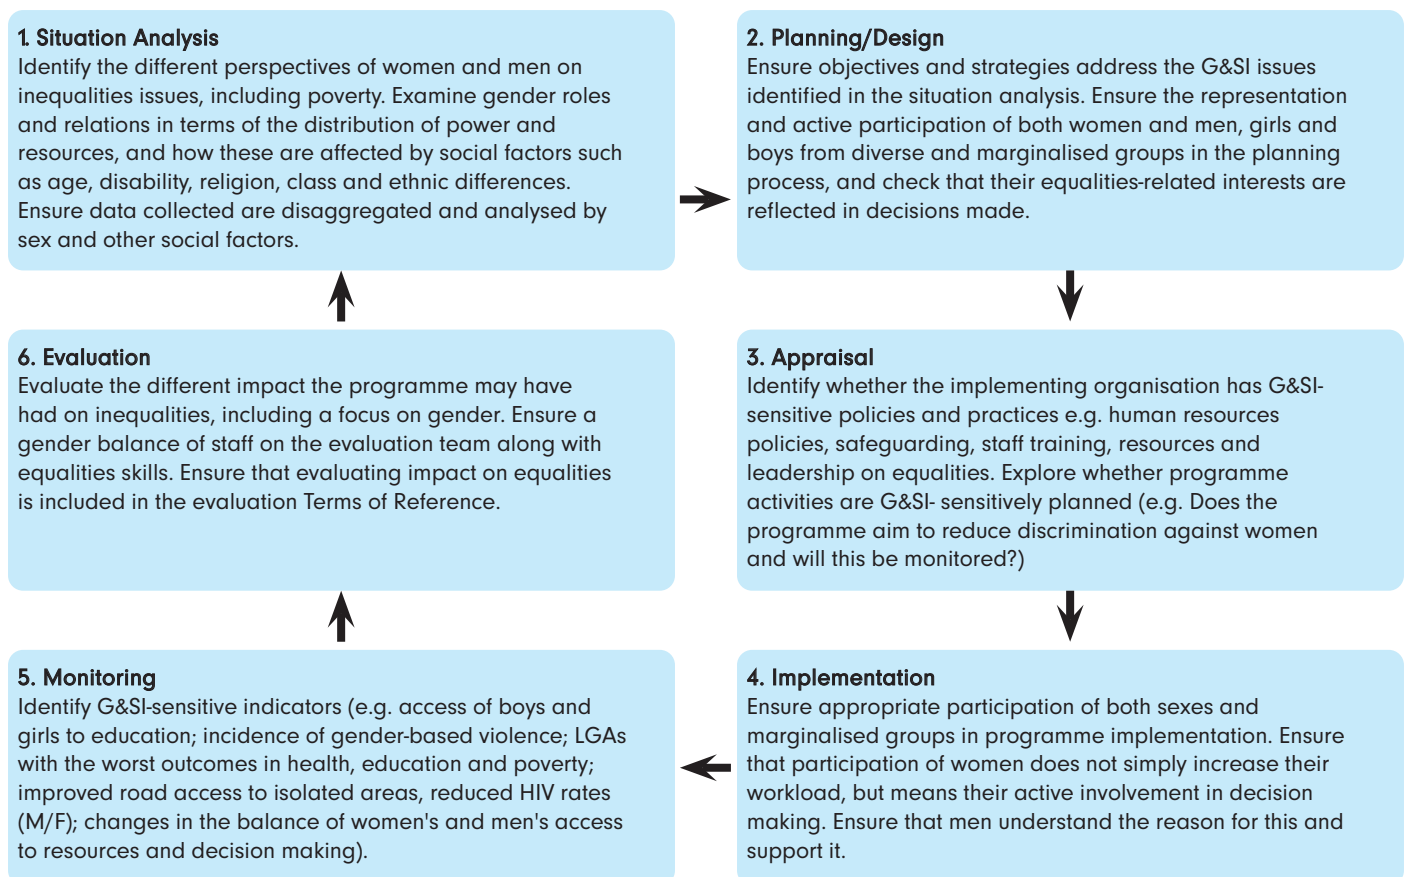 1. Situation Analysis
Identify the different perspectives of women and men on
inequalities issues, including poverty. Examine gender roles
and relations in terms of the distribution of power and
resources, and how these are affected by social factors such
as age, disability, religion, class and ethnic differences.
Ensure data collected are disaggregated and analysed by
sex and other social factors.
2. Planning/Design
Ensure objectives and strategies address the G&SI issues
identified in the situation analysis. Ensure the representation
and active participation of both women and men, girls and
boys from diverse and marginalised groups in the planning
process, and check that their equalities-related interests are
reflected in decisions made.
3. Appraisal
Identify whether the implementing organisation has G&SI-
sensitive policies and practices e.g. human resources
policies, safeguarding, staff training, resources and
leadership on equalities. Explore whether programme
activities are G&SI- sensitively planned (e.g. Does the
programme aim to reduce discrimination against women
and will this be monitored?)
4. Implementation
Ensure appropriate participation of both sexes and
marginalised groups in programme implementation. Ensure
that participation of women does not simply increase their
workload, but means their active involvement in decision
making. Ensure that men understand the reason for this and
support it.
5. Monitoring
Identify G&SI-sensitive indicators (e.g. access of boys and
girls to education; incidence of gender-based violence; LGAs
with the worst outcomes in health, education and poverty;
improved road access to isolated areas, reduced HIV rates
(M/F); changes in the balance of women's and men's access
to resources and decision making).
6. Evaluation
Evaluate the different impact the programme may have
had on inequalities, including a focus on gender. Ensure a
gender balance of staff on the evaluation team along with
equalities skills. Ensure that evaluating impact on equalities
is included in the evaluation Terms of Reference.